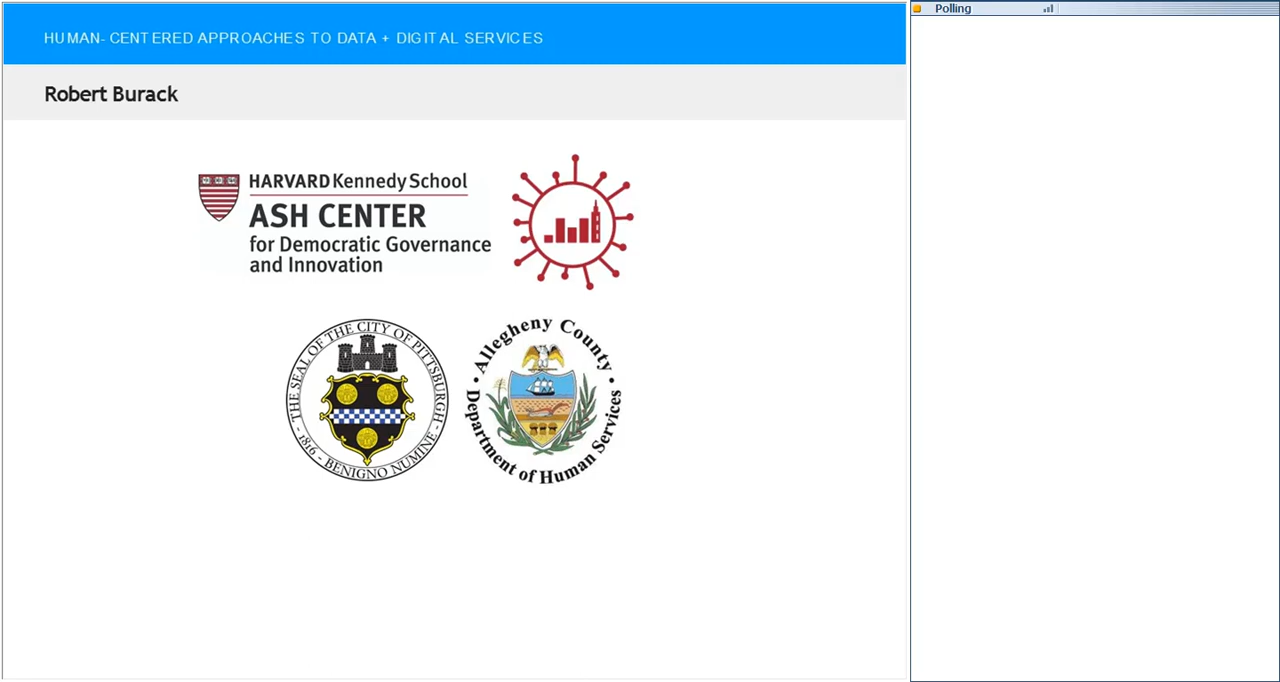 HUMAN- CENTERED APPROACHES TO DATA + DIGITAL SERVICES
Polling
Robert Burack
HARVARD Kennedy School
ASH CENTER
for Democratic Governance
and Innovation
· THE SEAL OF THE CITY OF PITTSBURGH ·
- 1816 - BENIGNO NUMINE -
• Allegheny County •
Department of Human Services